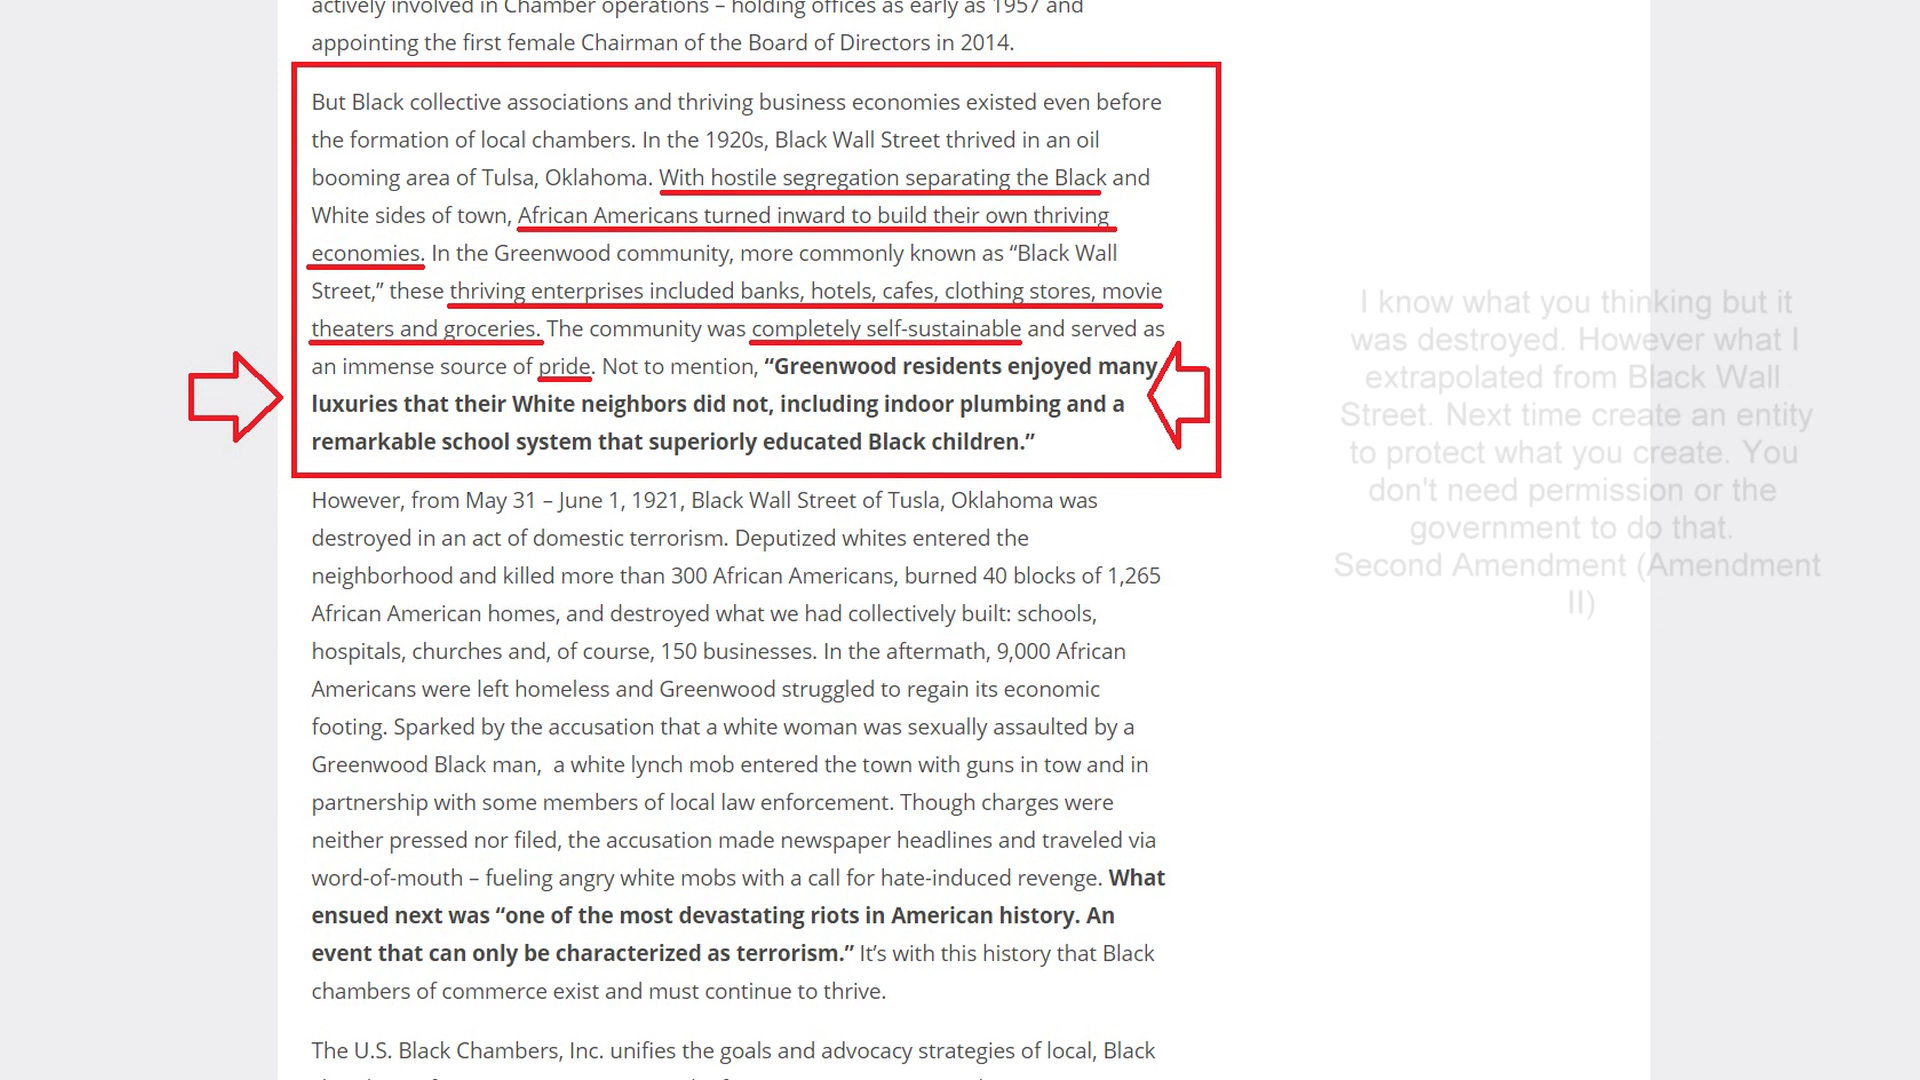 actively involved in Chamber operations – holding offices as early as 1957 and
appointing the first female Chairman of the Board of Directors in 2014.
But Black collective associations and thriving business economies existed even before
the formation of local chambers. In the 1920s, Black Wall Street thrived in an oil
booming area of Tulsa, Oklahoma. With hostile segregation separating the Black and
White sides of town, African Americans turned inward to build their own thriving
economies. In the Greenwood community, more commonly known as “Black Wall
Street,” these thriving enterprises included banks, hotels, cafes, clothing stores, movie
theaters and groceries. The community was completely self-sustainable and served as
an immense source of pride. Not to mention, “Greenwood residents enjoyed many
luxuries that their White neighbors did not, including indoor plumbing and a
remarkable school system that superiorly educated Black children.”
However, from May 31 – June 1, 1921, Black Wall Street of Tusla, Oklahoma was
destroyed in an act of domestic terrorism. Deputized whites entered the
neighborhood and killed more than 300 African Americans, burned 40 blocks of 1,265
African American homes, and destroyed what we had collectively built: schools,
hospitals, churches and, of course, 150 businesses. In the aftermath, 9,000 African
Americans were left homeless and Greenwood struggled to regain its economic
footing. Sparked by the accusation that a white woman was sexually assaulted by a
Greenwood Black man,  a white lynch mob entered the town with guns in tow and in
partnership with some members of local law enforcement. Though charges were
neither pressed nor filed, the accusation made newspaper headlines and traveled via
word-of-mouth – fueling angry white mobs with a call for hate-induced revenge. What
ensued next was “one of the most devastating riots in American history. An
event that can only be characterized as terrorism.” It’s with this history that Black
chambers of commerce exist and must continue to thrive.
The U.S. Black Chambers, Inc. unifies the goals and advocacy strategies of local, Black
I know what you thinking but it
was destroyed. However what I
extrapolated from Black Wall
Street. Next time create an entity
to protect what you create. You
don't need permission or the
government to do that.
Second Amendment (Amendment
II)